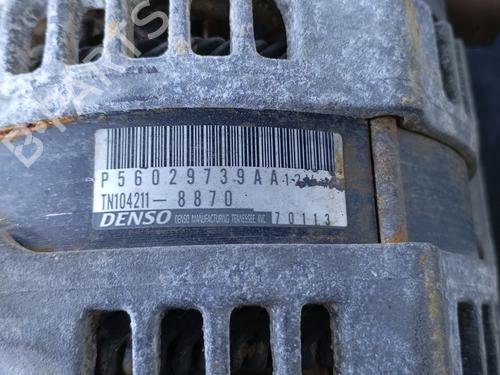 P56029739AA
TN104211-8870
DENSO DENSO MANUFACTURING TENNESSEE, INC. 70113